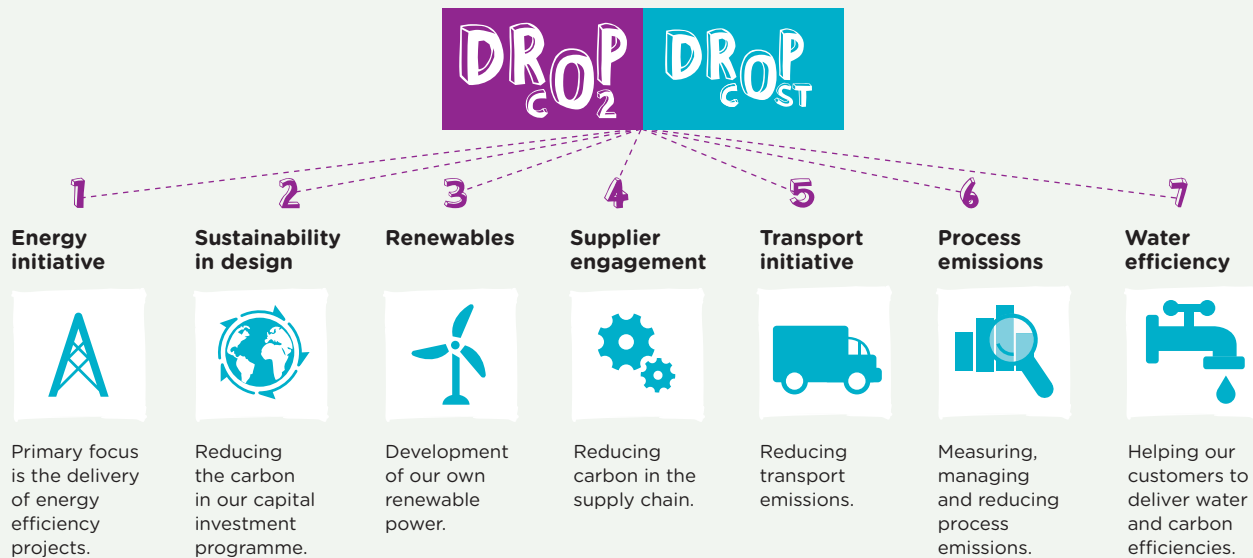 DROP
CO2
DROP
COST
1
2
3
4
5
6
7
Energy
initiative
Sustainability
in design
Renewables
Supplier
engagement
Transport
initiative
Process
emissions
Water
efficiency
Primary focus
is the delivery
of energy
efficiency
projects.
Reducing
the carbon
in our capital
investment
programme.
Development
of our own
renewable
power.
Reducing
carbon in the
supply chain.
Reducing
transport
emissions.
Measuring,
managing
and reducing
process
emissions.
Helping our
customers to
deliver water
and carbon
efficiencies.